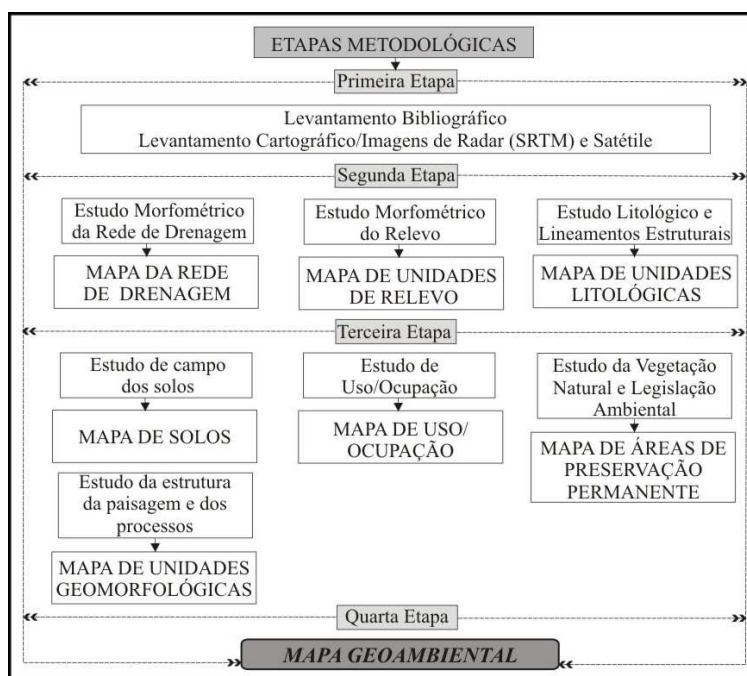 ETAPAS METODOLÓGICAS
Primeira Etapa
Levantamento Bibliográfico
Levantamento Cartográfico/Imagens de Radar (SRTM) e Satétile
Segunda Etapa
Estudo Morfométrico
da Rede de Drenagem
MAPA DA REDE
DE DRENAGEM
Estudo Morfométrico
do Relevo
MAPA DE UNIDADES
DE RELEVO
Estudo Litológico e
Lineamentos Estruturais
MAPA DE UNIDADES
LITOLÓGICAS
Terceira Etapa
Estudo de campo
dos solos
MAPA DE SOLOS
Estudo da estrutura
da paisagem e dos
processos
MAPA DE UNIDADES
GEOMORFOLÓGICAS
Estudo de
Uso/Ocupação
MAPA DE USO/
OCUPAÇÃO
Estudo da Vegetação
Natural e Legislação
Ambiental
MAPA DE ÁREAS DE
PRESERVAÇÃO
PERMANENTE
Quarta Etapa
MAPA GEOAMBIENTAL